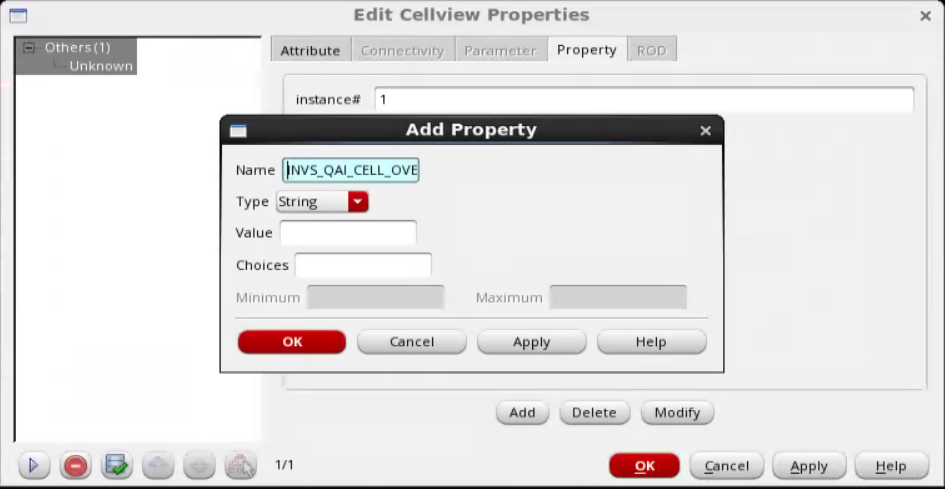 Edit Cellview Properties
Others (1)
Unknown
Attribute Connectivity Parameter Property ROD
instance# 1
Add Property
Name INVS_QAI_CELL_OVE
Type String
Value
Choices
Minimum Maximum
OK Cancel Apply Help
Add Delete Modify
1/1
OK Cancel Apply Help